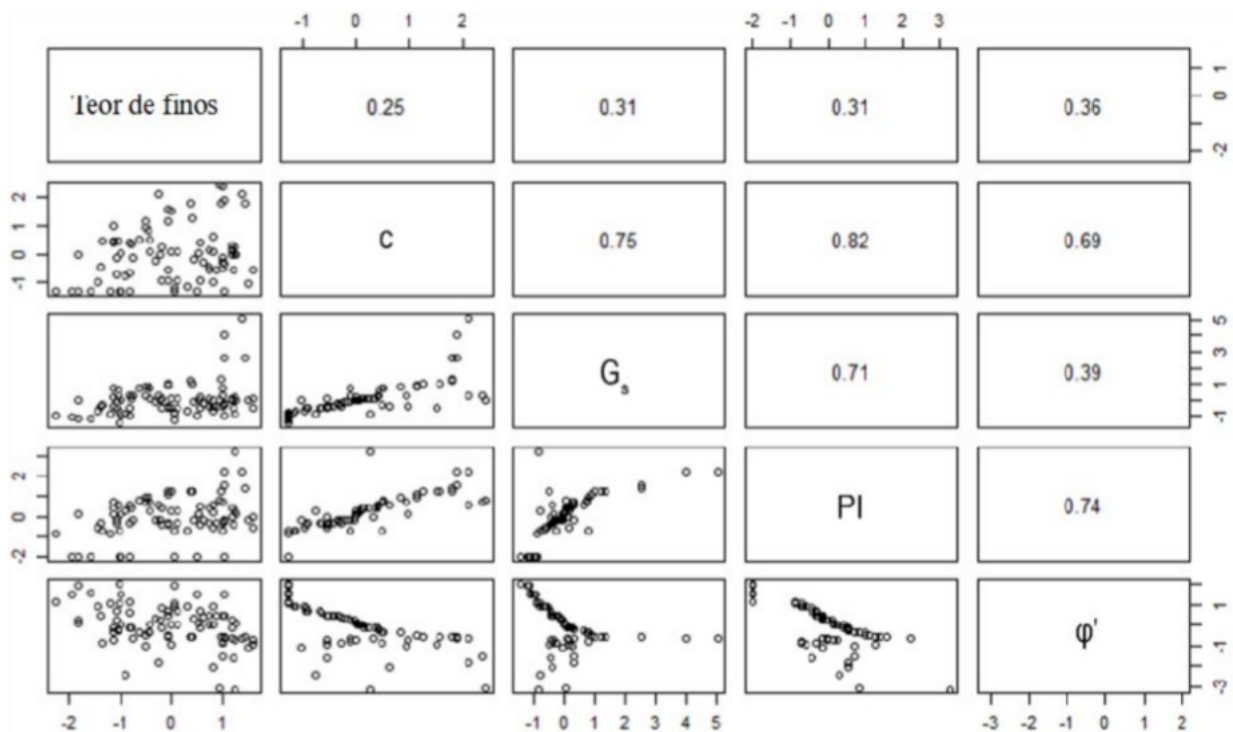 -1 0 1 2 -2 0 1 2 3
Teor de finos 0.25 0.31 0.31 0.36 -2 0 1
-1 0 1 2 c 0.75 0.82 0.69
Gs 0.71 0.39 -1 1 3 5
-2 0 2 PI 0.74
φ' -3 -1 1
-2 -1 0 1 -1 0 1 2 3 4 5 -3 -2 -1 0 1 2